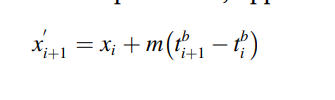 x'_{i+1} = x_i + m(t^b_{i+1} − t^b_i)